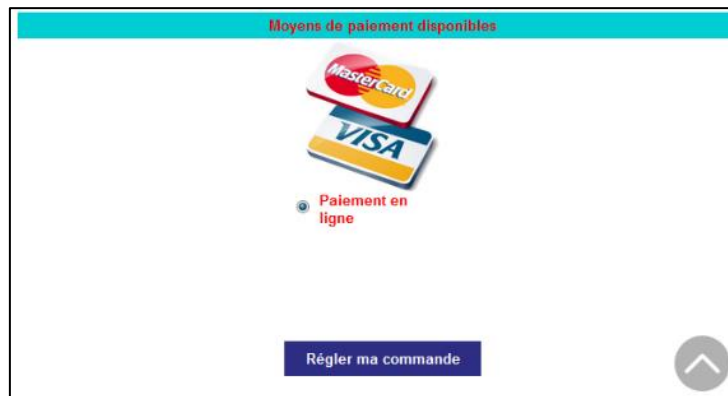 Moyens de paiement disponibles
MasterCard
VISA
Paiement en
ligne
Régler ma commande